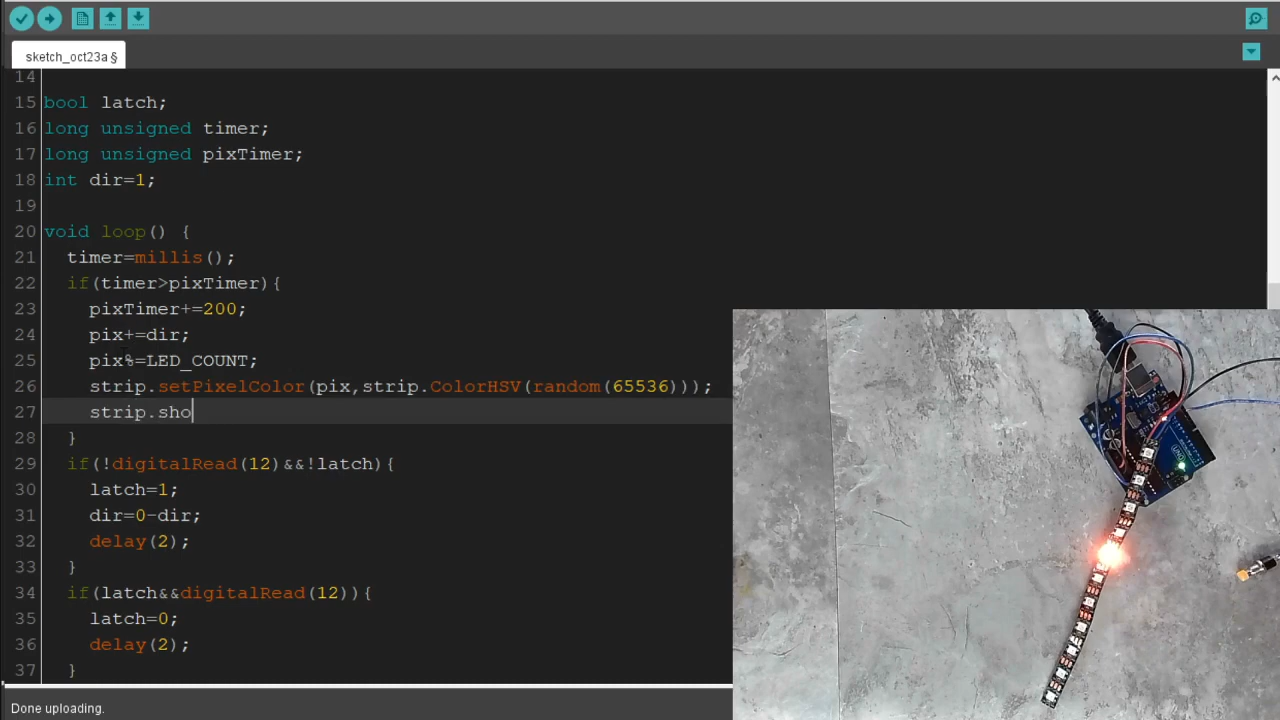 sketch_oct23a §
14
15 bool latch;
16 long unsigned timer;
17 long unsigned pixTimer;
18 int dir=1;
19
20 void loop() {
21 timer=millis();
22 if(timer>pixTimer){
23 pixTimer+=200;
24 pix+=dir;
25 pix%=LED_COUNT;
26 strip.setPixelColor(pix,strip.ColorHSV(random(65536)));
27 strip.sho
28 }
29 if(!digitalRead(12)&&!latch){
30 latch=1;
31 dir=0-dir;
32 delay(2);
33 }
34 if(latch&&digitalRead(12)){
35 latch=0;
36 delay(2);
37 }
UNO
Done uploading.